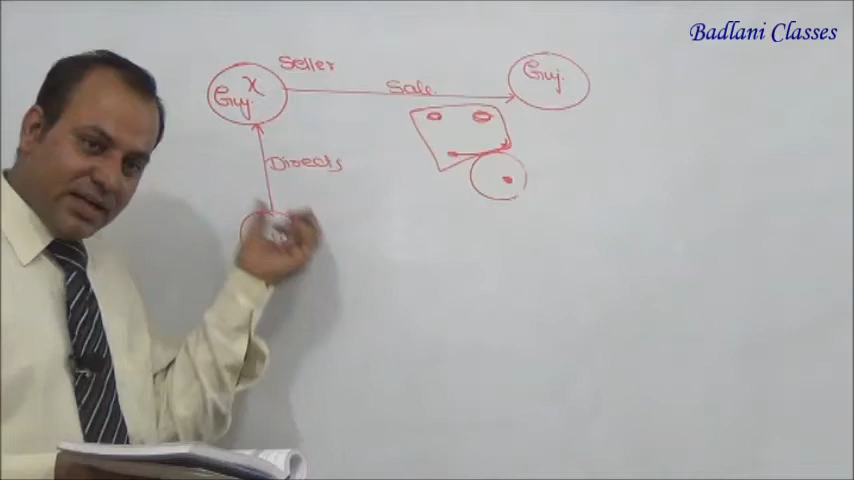 Badlani Classes
Seller
X
Guj.
Sale
Guj.
Directs